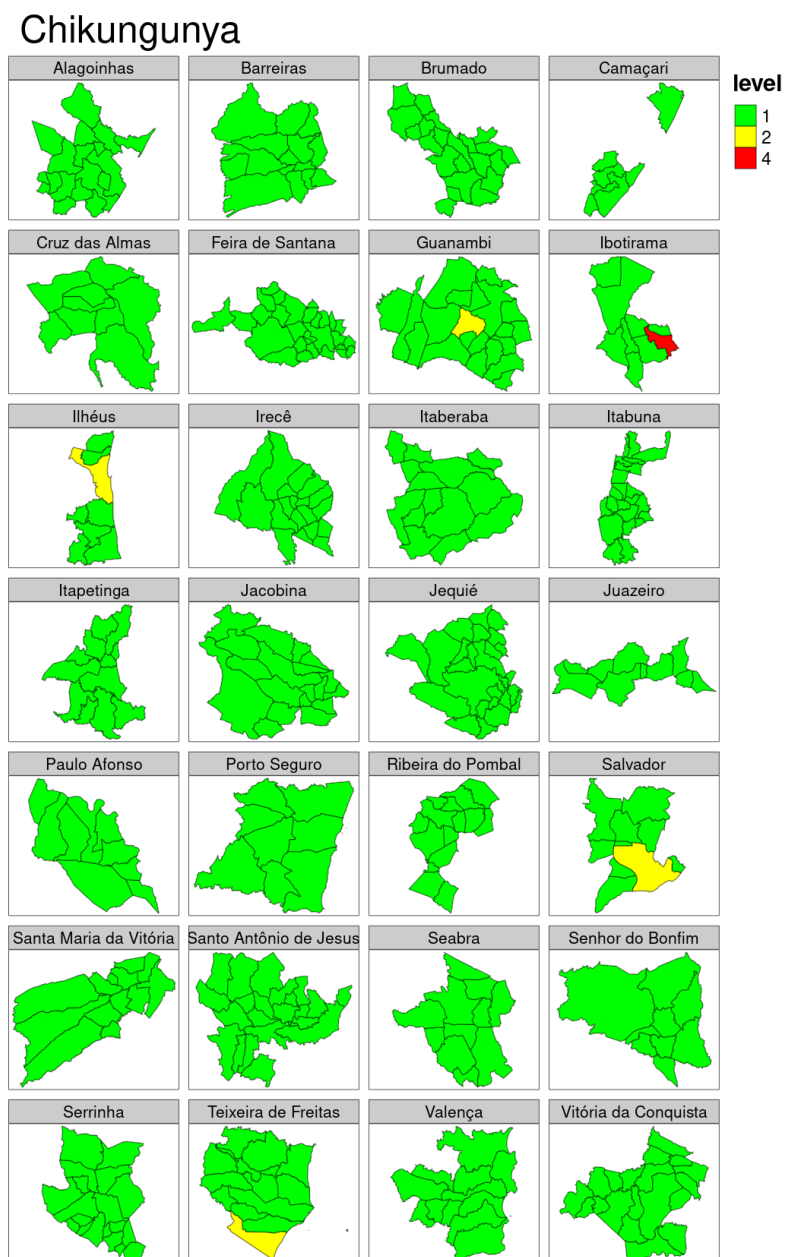 Chikungunya
Alagoinhas
Barreiras
Brumado
Camaçari
level
1
2
4
Cruz das Almas
Feira de Santana
Guanambi
Ibotirama
Ilhéus
Irecê
Itaberaba
Itabuna
Itapetinga
Jacobina
Jequié
Juazeiro
Paulo Afonso
Porto Seguro
Ribeira do Pombal
Salvador
Santa Maria da Vitória
Santo Antônio de Jesus
Seabra
Senhor do Bonfim
Serrinha
Teixeira de Freitas
Valença
Vitória da Conquista